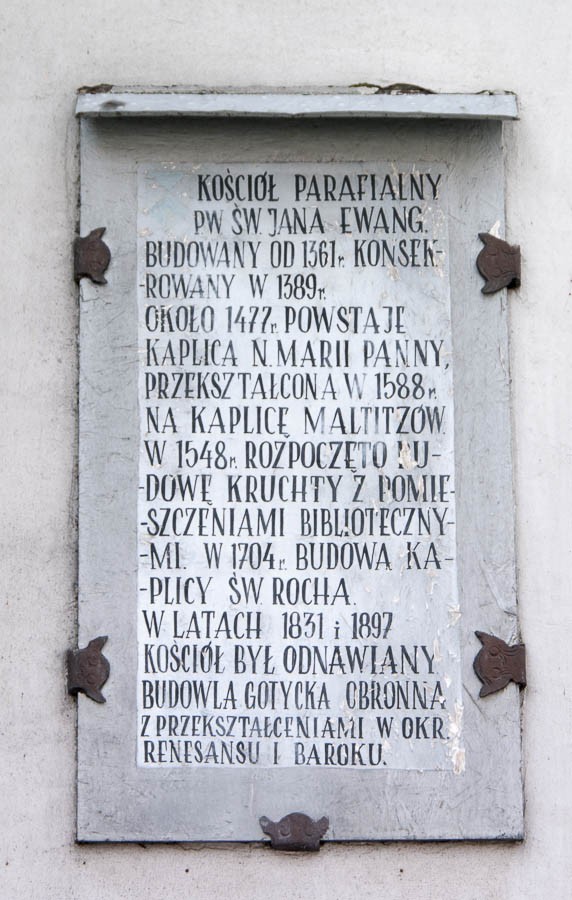 KOŚCIÓŁ PARAFIALNY
PW ŚW. JANA EWANG.
BUDOWANY OD 1361r. KONSEK-
-ROWANY W 1389r.
OKOŁO 1477r. POWSTAJE
KAPLICA N. MARII PANNY,
PRZEKSZTAŁCONA W 1588r.
NA KAPLICĘ MALTITZÓW.
W 1548r. ROZPOCZĘTO BU-
-DOWĘ KRUCHTY Z POMIE-
-SZCZENIAMI BIBLIOTECZNY-
-MI. W 1704r. BUDOWA KA-
-PLICY ŚW. ROCHA.
W LATACH 1831 i 1897
KOŚCIÓŁ BYŁ ODNAWIANY
BUDOWLA GOTYCKA OBRONNA
Z PRZEKSZTAŁCENIAMI W OKR.
RENESANSU I BAROKU.